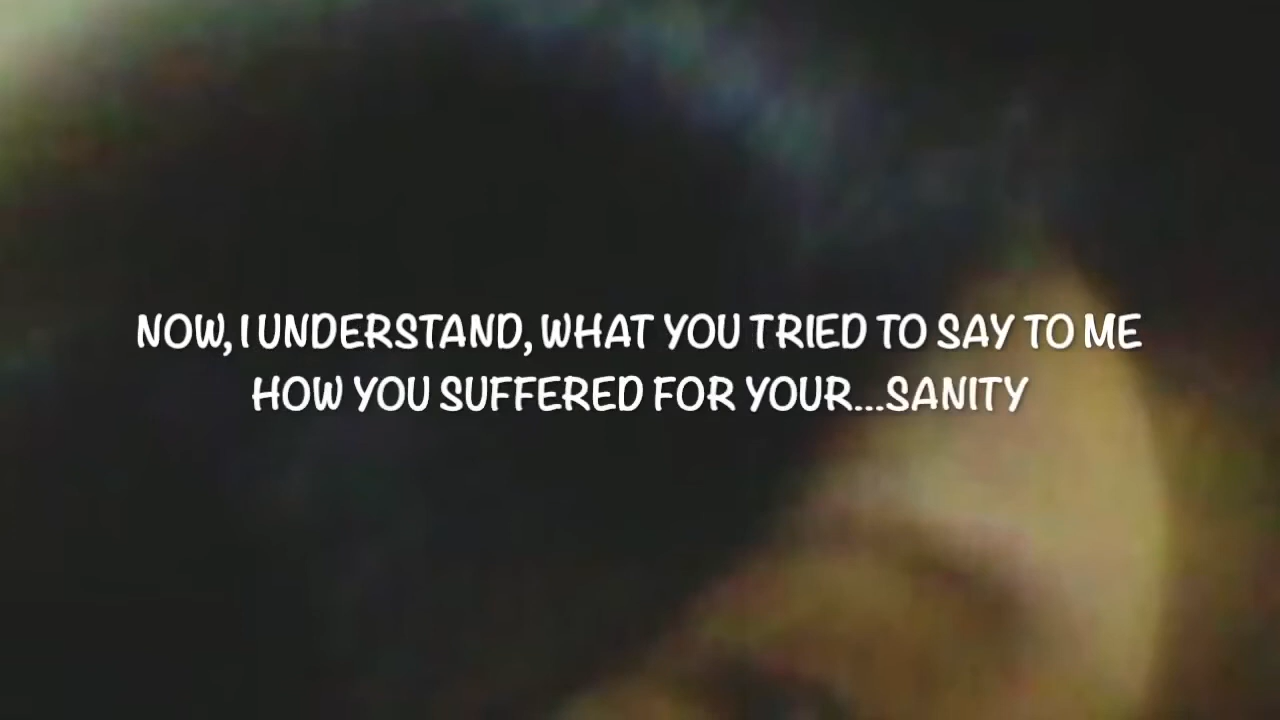 NOW, I UNDERSTAND, WHAT YOU TRIED TO SAY TO ME
HOW YOU SUFFERED FOR YOUR...SANITY